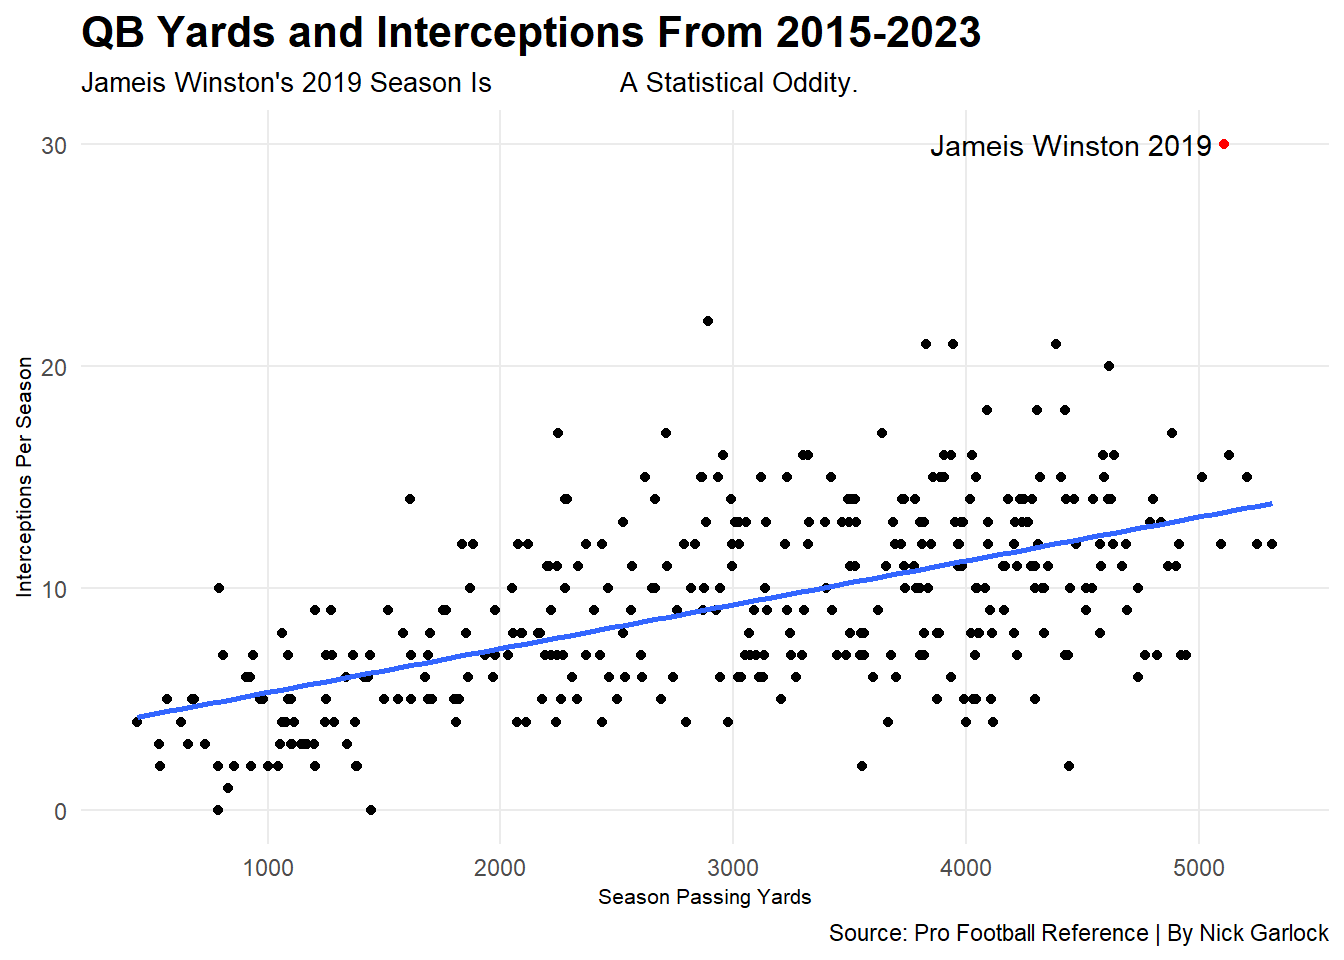 QB Yards and Interceptions From 2015-2023
Jameis Winston's 2019 Season Is A Statistical Oddity.
30
Jameis Winston 2019
20
10
0
Interceptions Per Season
1000 2000 3000 4000 5000
Season Passing Yards
Source: Pro Football Reference | By Nick Garlock